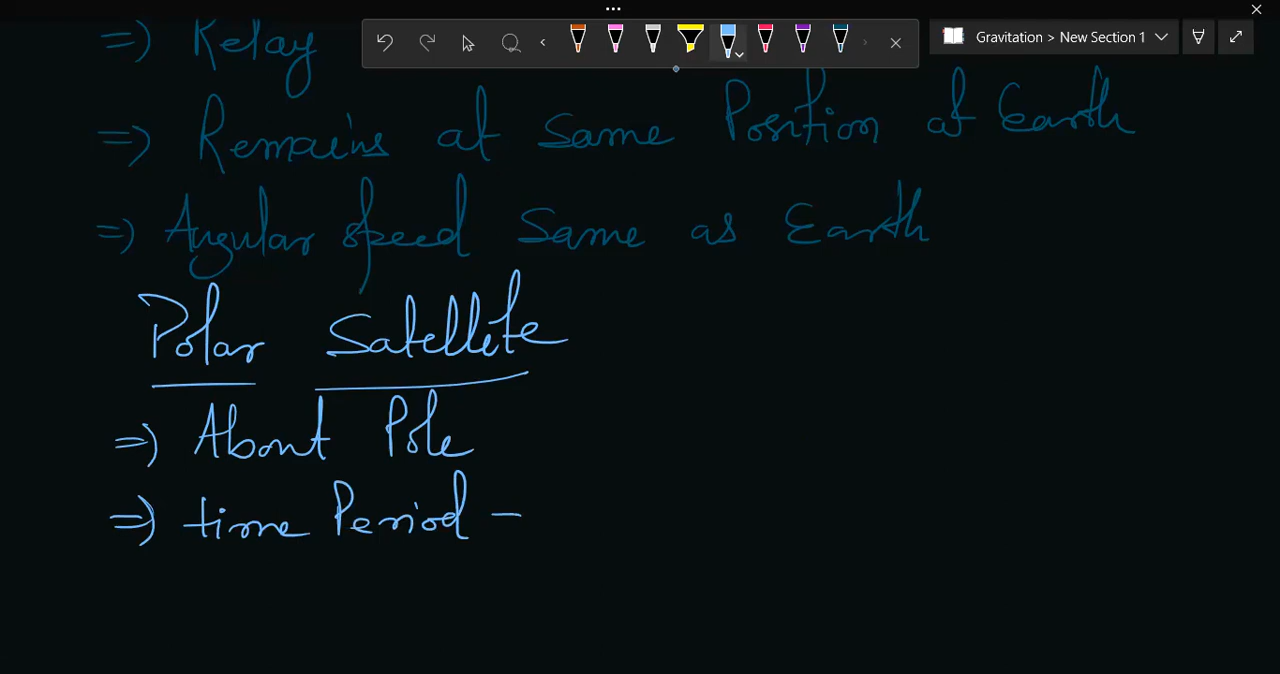 Gravitation > New Section 1
=) Relay
=) Remains at Same Position at Earth
=) Angular speed Same as Earth
Polar Satellite
=) About Pole
=) time Period -